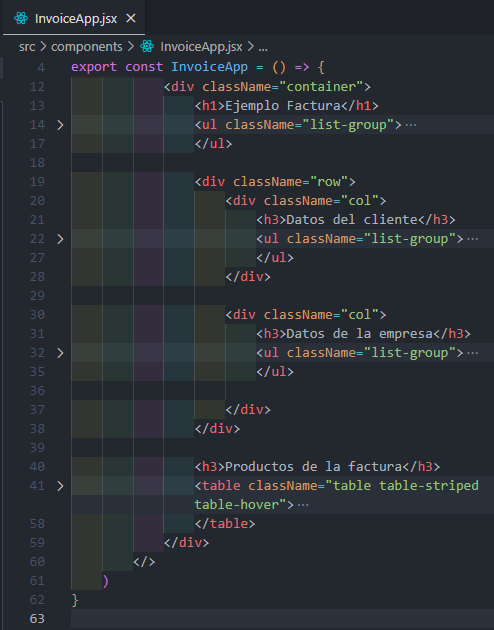 InvoiceApp.jsx ×
src > components > InvoiceApp.jsx > ...
4 export const InvoiceApp = () => {
12 <div className="container">
13 <h1>Ejemplo Factura</h1>
14 > <ul className="list-group">⋯
17 </ul>
18
19 <div className="row">
20 <div className="col">
21 <h3>Datos del cliente</h3>
22 > <ul className="list-group">⋯
27 </ul>
28 </div>
29
30 <div className="col">
31 <h3>Datos de la empresa</h3>
32 > <ul className="list-group">⋯
35 </ul>
36
37 </div>
38 </div>
39
40 <h3>Productos de la factura</h3>
41 > <table className="table table-striped
table-hover">⋯
58 </table>
59 </div>
60 </>
61 )
62 }
63